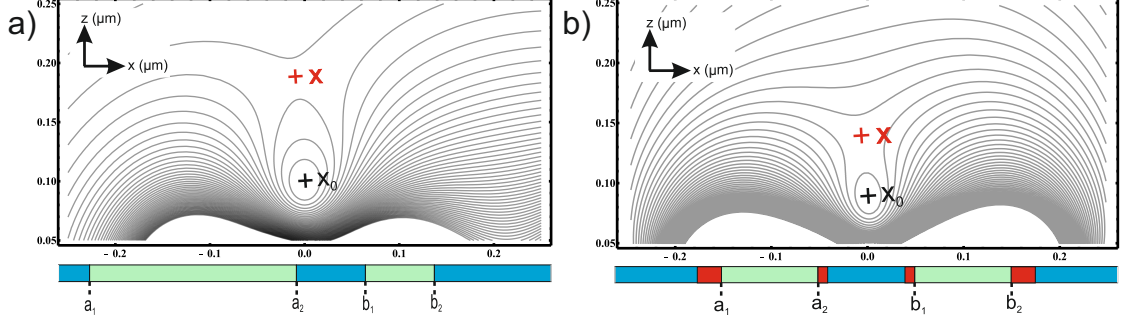 a)
z (µm)
x (µm)
0.25
0.20
0.15
0.10
0.05
- 0.2
- 0.1
0.0
0.1
0.2
X
X₀
a₁
a₂
b₁
b₂
b)
z (µm)
x (µm)
0.25
0.20
0.15
0.10
0.05
- 0.2
- 0.1
0.0
0.1
0.2
X
X₀
a₁
a₂
b₁
b₂